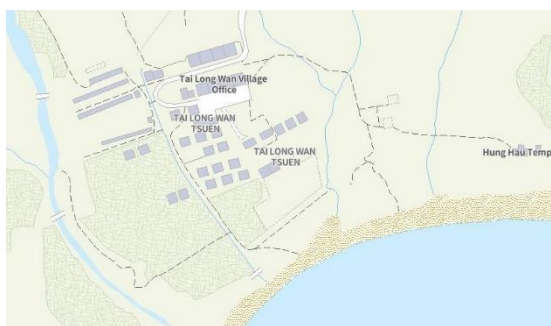 Tai Long Wan Village
Office
TAI LONG WAN
TSUEN
TAI LONG WAN
TSUEN
Hung Hau Temp